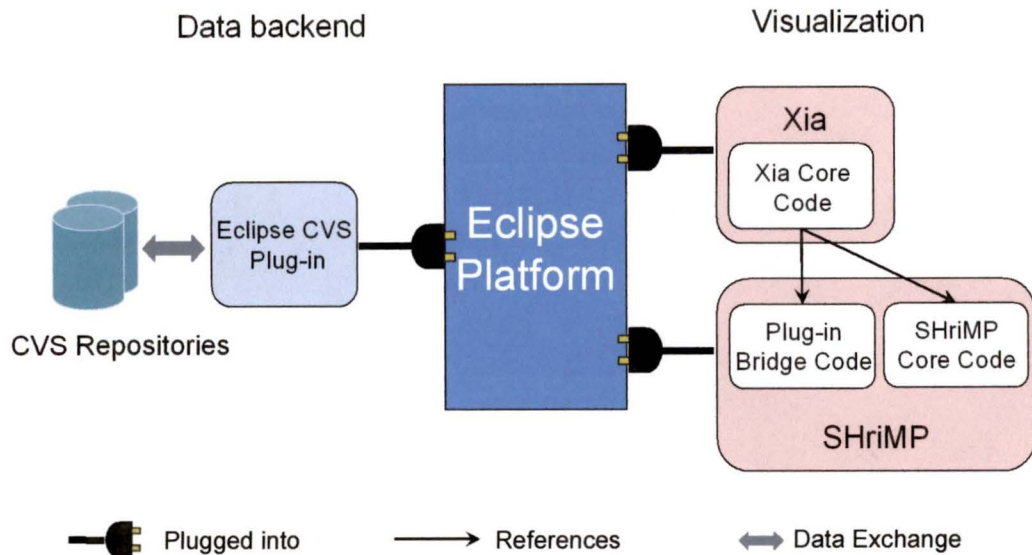 Data backend
Visualization
Xia
Xia Core
Code
Eclipse CVS
Plug-in
Eclipse
Platform
CVS Repositories
Plug-in
Bridge Code
SHriMP
Core Code
SHriMP
Plugged into
References
Data Exchange